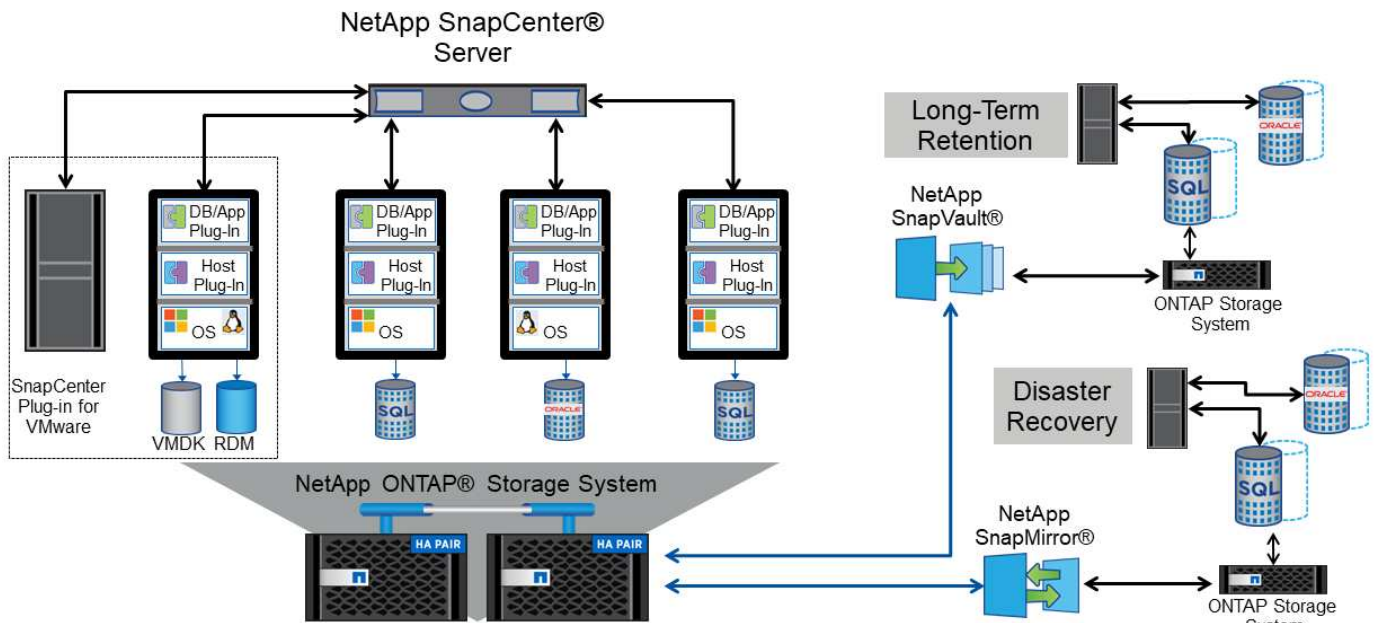 NetApp SnapCenter®
Server
SnapCenter
Plug-in for
VMware
DB/App
Plug-In
Host
Plug-In
OS
VMDK
RDM
DB/App
Plug-In
Host
Plug-In
OS
SQL
DB/App
Plug-In
Host
Plug-In
OS
ORACLE
DB/App
Plug-In
Host
Plug-In
OS
SQL
NetApp ONTAP® Storage System
HA PAIR
HA PAIR
Long-Term
Retention
ORACLE
SQL
NetApp
SnapVault®
ONTAP Storage
System
Disaster
Recovery
ORACLE
SQL
NetApp
SnapMirror®
ONTAP Storage
System